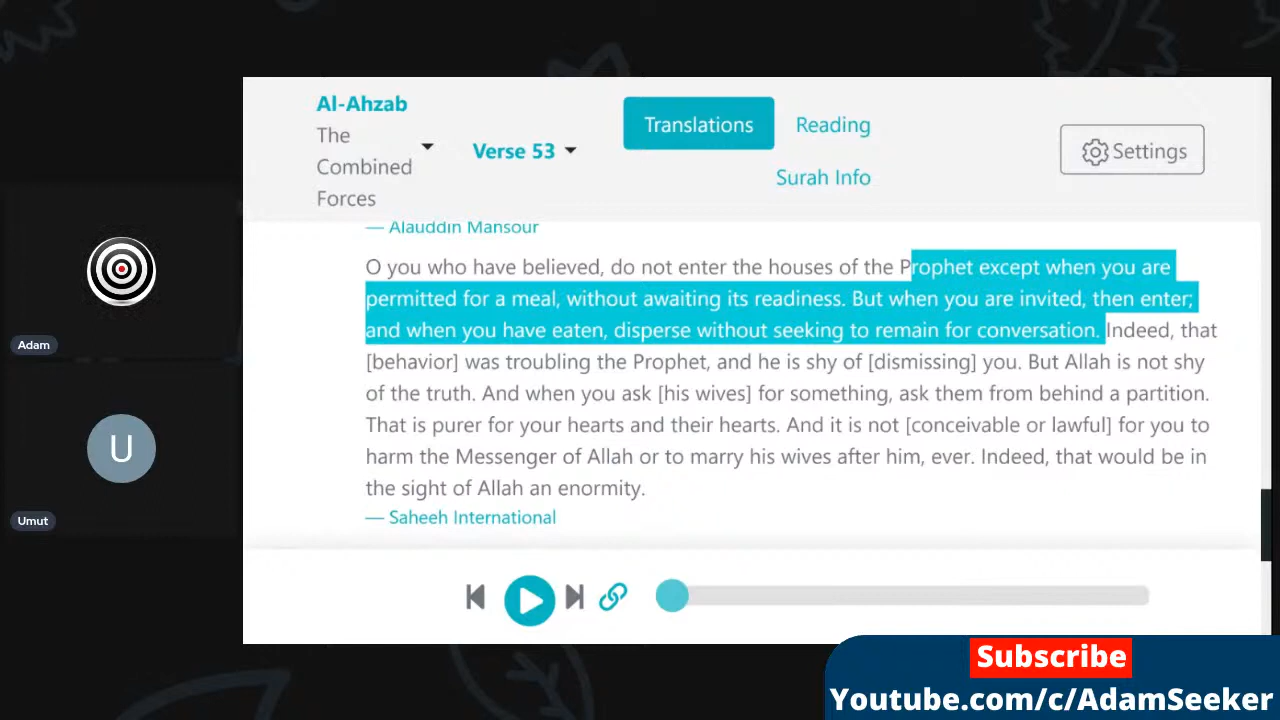 Al-Ahzab
The
Combined
Forces
Verse 53
Translations
Reading
Surah Info
Settings
— Alauddin Mansour
O you who have believed, do not enter the houses of the Prophet except when you are
permitted for a meal, without awaiting its readiness. But when you are invited, then enter;
and when you have eaten, disperse without seeking to remain for conversation. Indeed, that
[behavior] was troubling the Prophet, and he is shy of [dismissing] you. But Allah is not shy
of the truth. And when you ask [his wives] for something, ask them from behind a partition.
That is purer for your hearts and their hearts. And it is not [conceivable or lawful] for you to
harm the Messenger of Allah or to marry his wives after him, ever. Indeed, that would be in
the sight of Allah an enormity.
— Saheeh International
Adam
U
Umut
Subscribe
Youtube.com/c/AdamSeeker